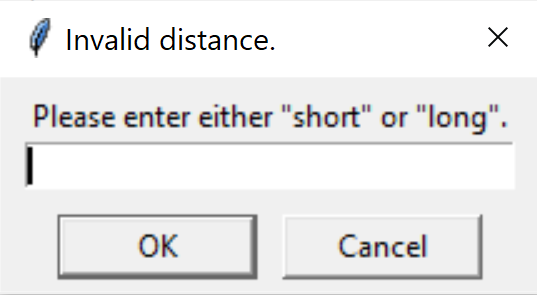 Invalid distance.
Please enter either "short" or "long".
OK
Cancel